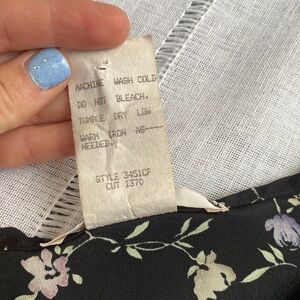 MACHINE WASH COLD
DO NOT BLEACH.
TUMBLE DRY LOW
WARM IRON AS-----
NEEDED.
STYLE 3451CP
CUT 1370